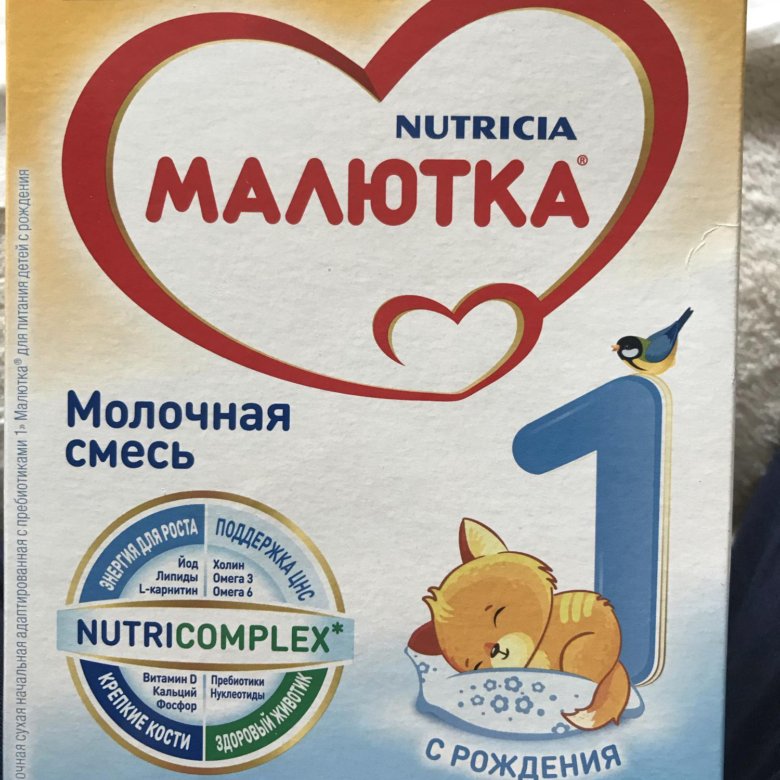 NUTRICIA
МАЛЮТКА®
Молочная
смесь
1
ЭНЕРГИЯ ДЛЯ РОСТА
Йод
Липиды
L-карнитин
ПОДДЕРЖКА ЦНС
Холин
Омега 3
Омега 6
NUTRICOMPLEX*
Витамин D
Кальций
Фосфор
КРЕПКИЕ КОСТИ
Пребиотики
Нуклеотиды
ЗДОРОВЫЙ ЖИВОТИК
С РОЖДЕНИЯ
сухая начальная адаптированная с пребиотиками 1» Малютка® для питания детей с рождения